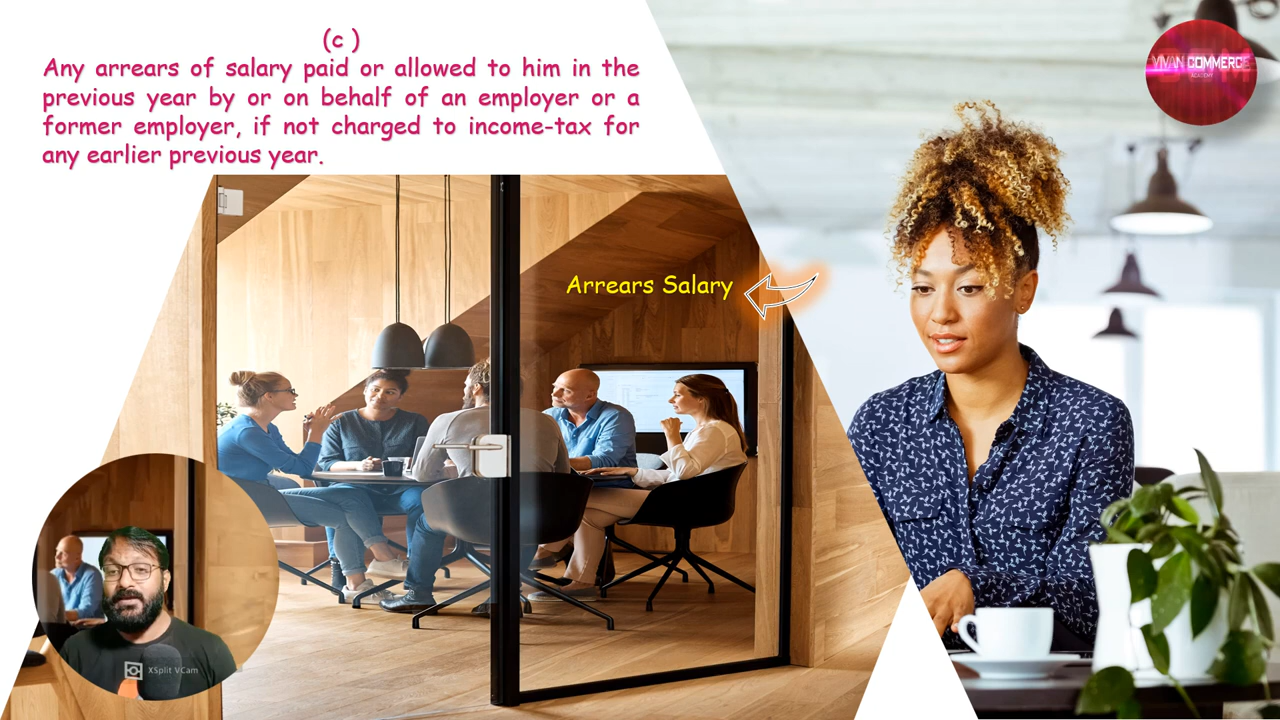 (c )
Any arrears of salary paid or allowed to him in the
previous year by or on behalf of an employer or a
former employer, if not charged to income-tax for
any earlier previous year.
VIVAN COMMERCE
ACADEMY
Arrears Salary
XSplit VCam